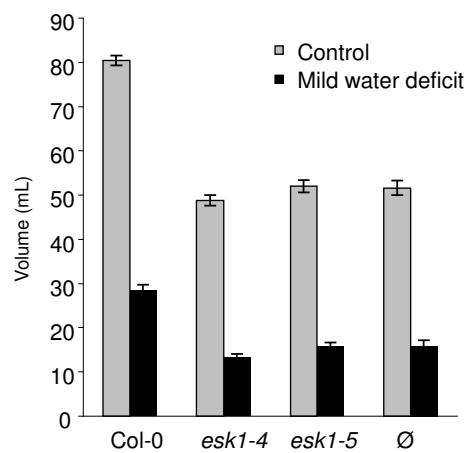 90
80
70
60
50
40
30
20
10
0
Volume (mL)
Control
Mild water deficit
Col-0 esk1-4 esk1-5 Ø